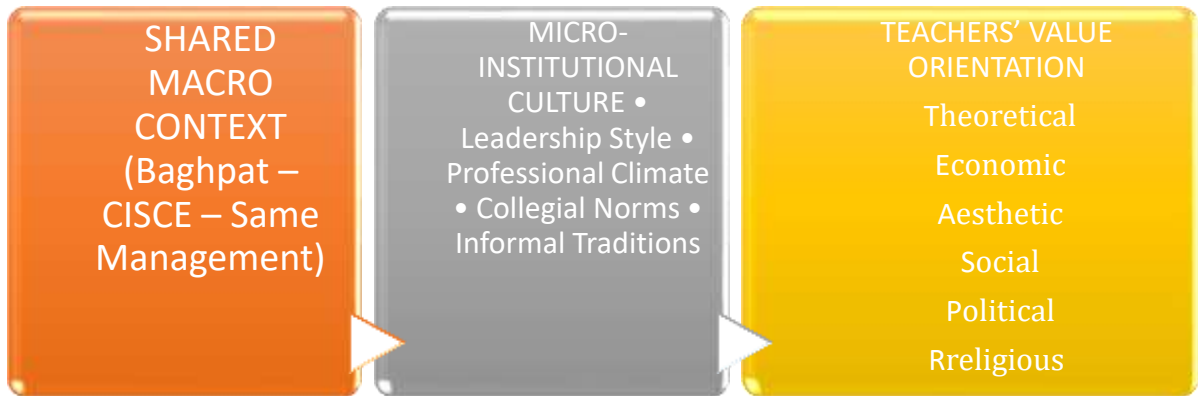 SHARED
MACRO
CONTEXT
(Baghpat –
CISCE – Same
Management)
MICRO-
INSTITUTIONAL
CULTURE •
Leadership Style •
Professional Climate
• Collegial Norms •
Informal Traditions
TEACHERS’ VALUE
ORIENTATION
Theoretical
Economic
Aesthetic
Social
Political
Rreligious